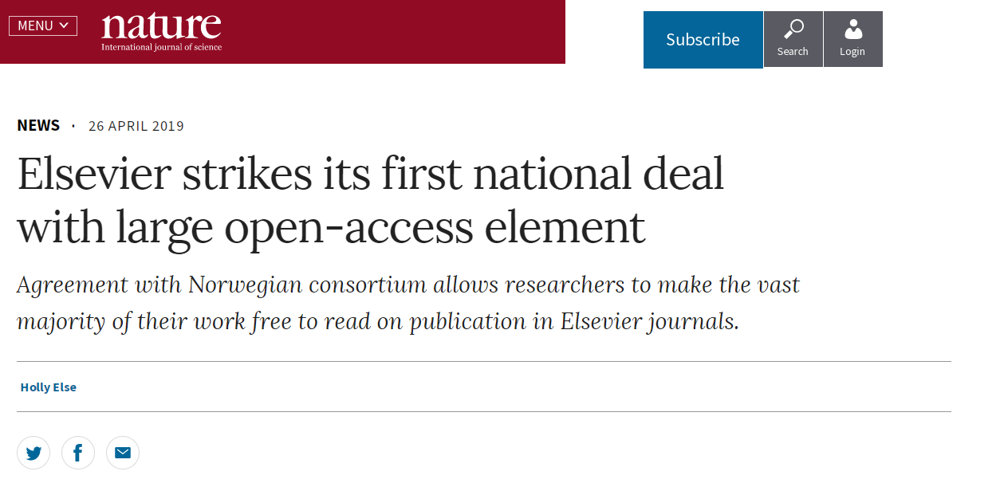 MENU
nature
International journal of science
Subscribe
Search
Login
NEWS · 26 APRIL 2019
Elsevier strikes its first national deal
with large open-access element
Agreement with Norwegian consortium allows researchers to make the vast
majority of their work free to read on publication in Elsevier journals.
Holly Else